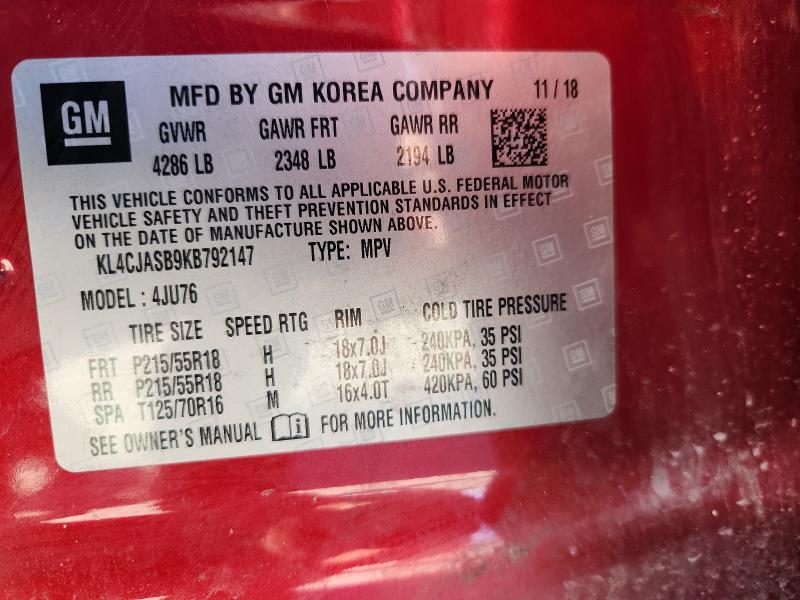 GM
MFD BY GM KOREA COMPANY 11 / 18
GVWR GAWR FRT GAWR RR
4286 LB 2348 LB 2194 LB
THIS VEHICLE CONFORMS TO ALL APPLICABLE U.S. FEDERAL MOTOR
VEHICLE SAFETY AND THEFT PREVENTION STANDARDS IN EFFECT
ON THE DATE OF MANUFACTURE SHOWN ABOVE.
KL4CJASB9KB792147 TYPE: MPV
MODEL : 4JU76
TIRE SIZE SPEED RTG RIM COLD TIRE PRESSURE
FRT P215/55R18 H 18x7.0J 240KPA, 35 PSI
RR P215/55R18 H 18x7.0J 240KPA, 35 PSI
SPA T125/70R16 M 16x4.0T 420KPA, 60 PSI
SEE OWNER'S MANUAL i FOR MORE INFORMATION.